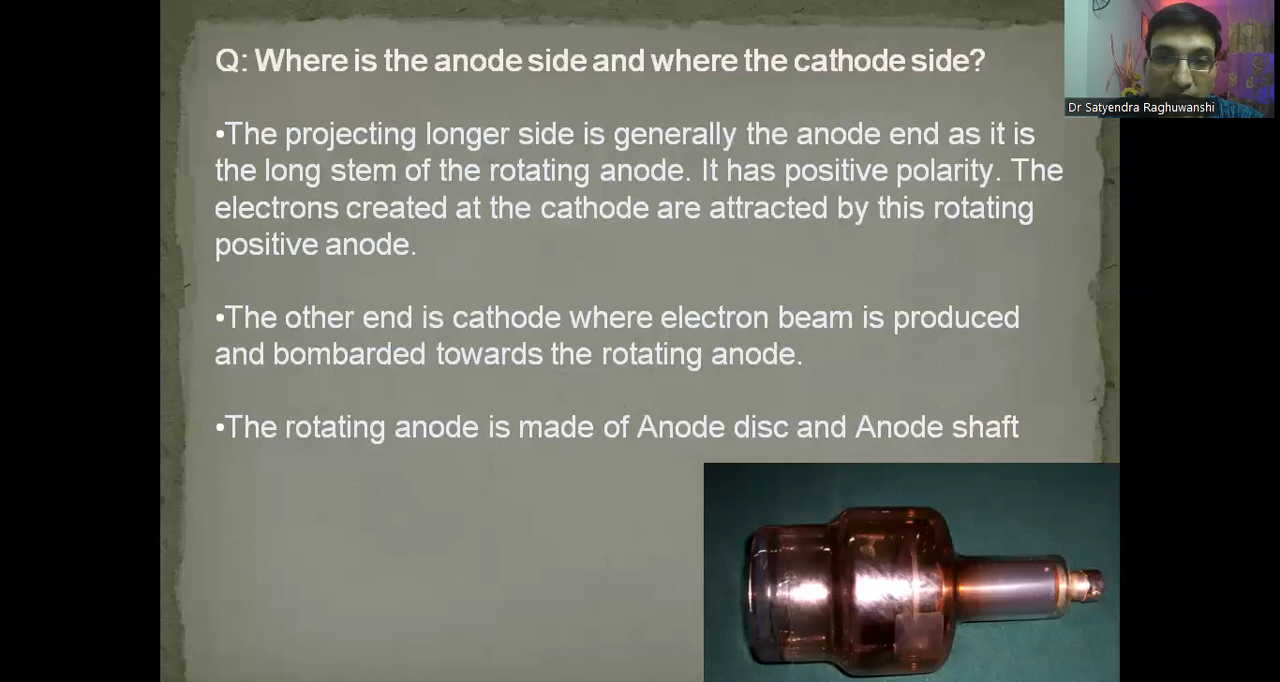 Q: Where is the anode side and where the cathode side?
Dr Satyendra Raghuwanshi
•The projecting longer side is generally the anode end as it is
the long stem of the rotating anode. It has positive polarity. The
electrons created at the cathode are attracted by this rotating
positive anode.
•The other end is cathode where electron beam is produced
and bombarded towards the rotating anode.
•The rotating anode is made of Anode disc and Anode shaft